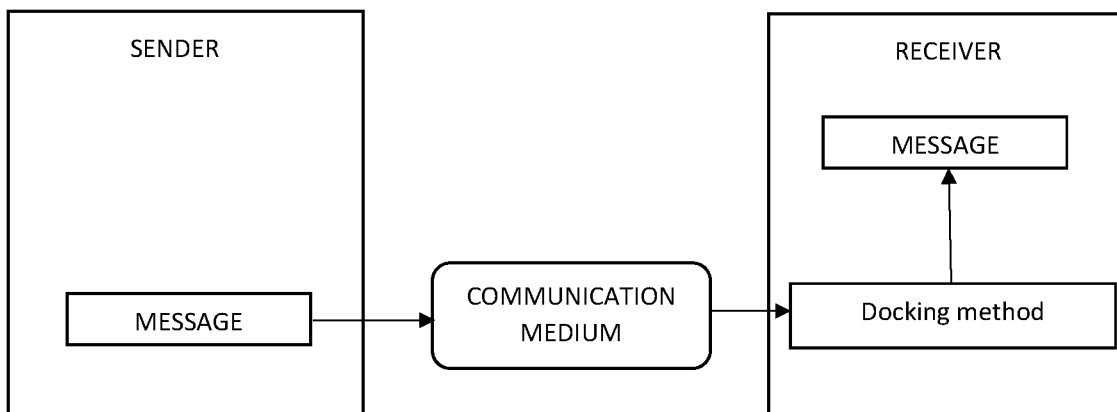 SENDER
MESSAGE
COMMUNICATION
MEDIUM
RECEIVER
MESSAGE
Docking method